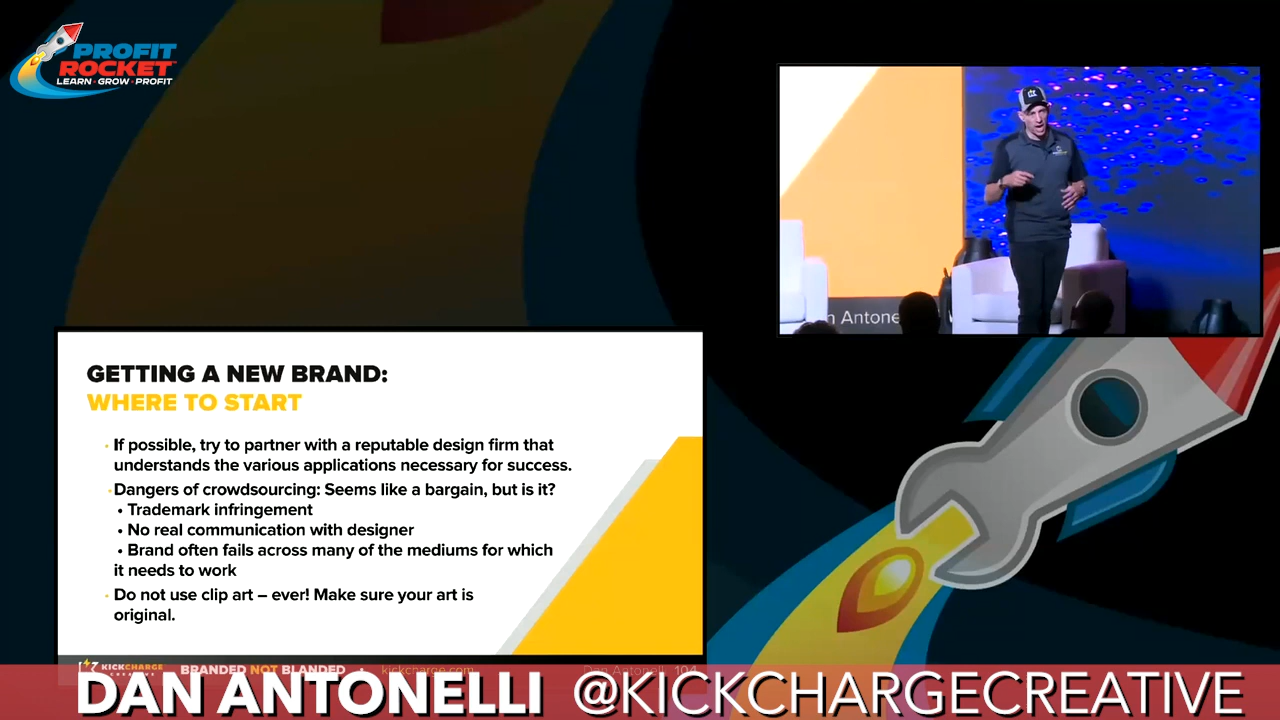 PROFIT
ROCKET
LEARN · GROW · PROFIT
n Antone
GETTING A NEW BRAND:
WHERE TO START
· If possible, try to partner with a reputable design firm that
understands the various applications necessary for success.
· Dangers of crowdsourcing: Seems like a bargain, but is it?
• Trademark infringement
• No real communication with designer
• Brand often fails across many of the mediums for which
it needs to work
· Do not use clip art – ever! Make sure your art is
original.
KICKCHARGE
BRANDED NOT BLANDED • kickcharge.com
Dan Antonelli 104
DAN ANTONELLI @KICKCHARGECREATIVE